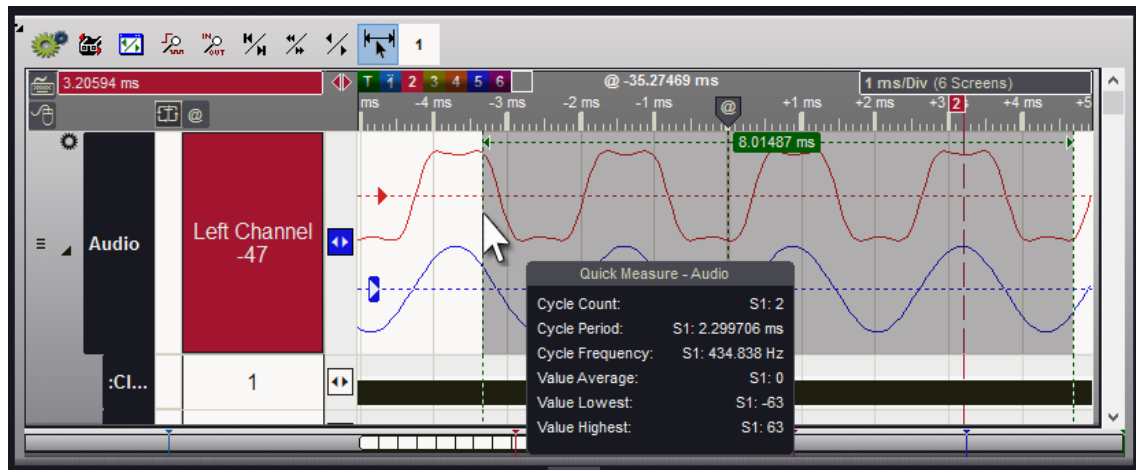 IN
OUT
1
3.20594 ms
T 1 2 3 4 5 6
@ -35.27469 ms
1 ms/Div (6 Screens)
@
ms -4 ms -3 ms -2 ms -1 ms @ +1 ms +2 ms +3 2 +4 ms +5
8.01487 ms
Audio
Left Channel
-47
Quick Measure - Audio
Cycle Count: S1: 2
Cycle Period: S1: 2.299706 ms
Cycle Frequency: S1: 434.838 Hz
Value Average: S1: 0
Value Lowest: S1: -63
Value Highest: S1: 63
:Cl...
1